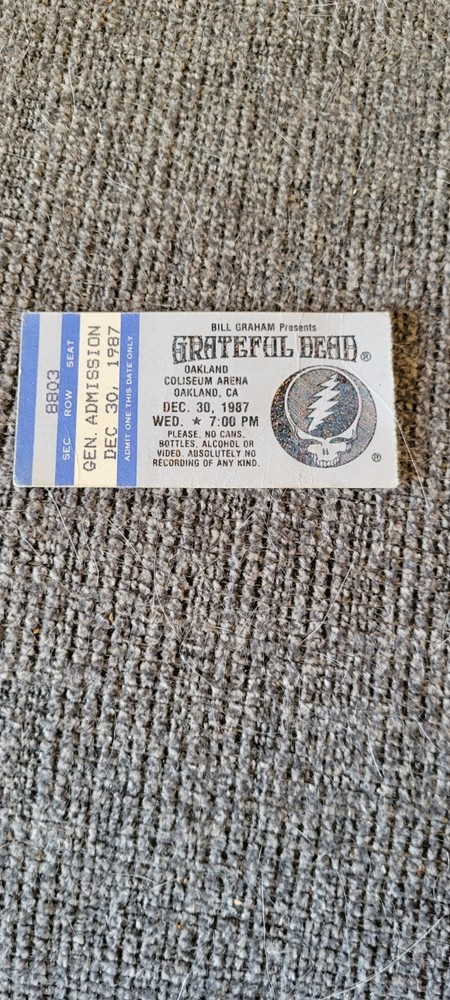 8803
SEC ROW SEAT
GEN. ADMISSION
DEC 30, 1987
ADMIT ONE THIS DATE ONLY
BILL GRAHAM Presents
GRATEFUL DEAD ®
OAKLAND
COLISEUM ARENA
OAKLAND, CA
DEC. 30, 1987
WED. ★ 7:00 PM
PLEASE, NO CANS,
BOTTLES, ALCOHOL OR
VIDEO. ABSOLUTELY NO
RECORDING OF ANY KIND.
®